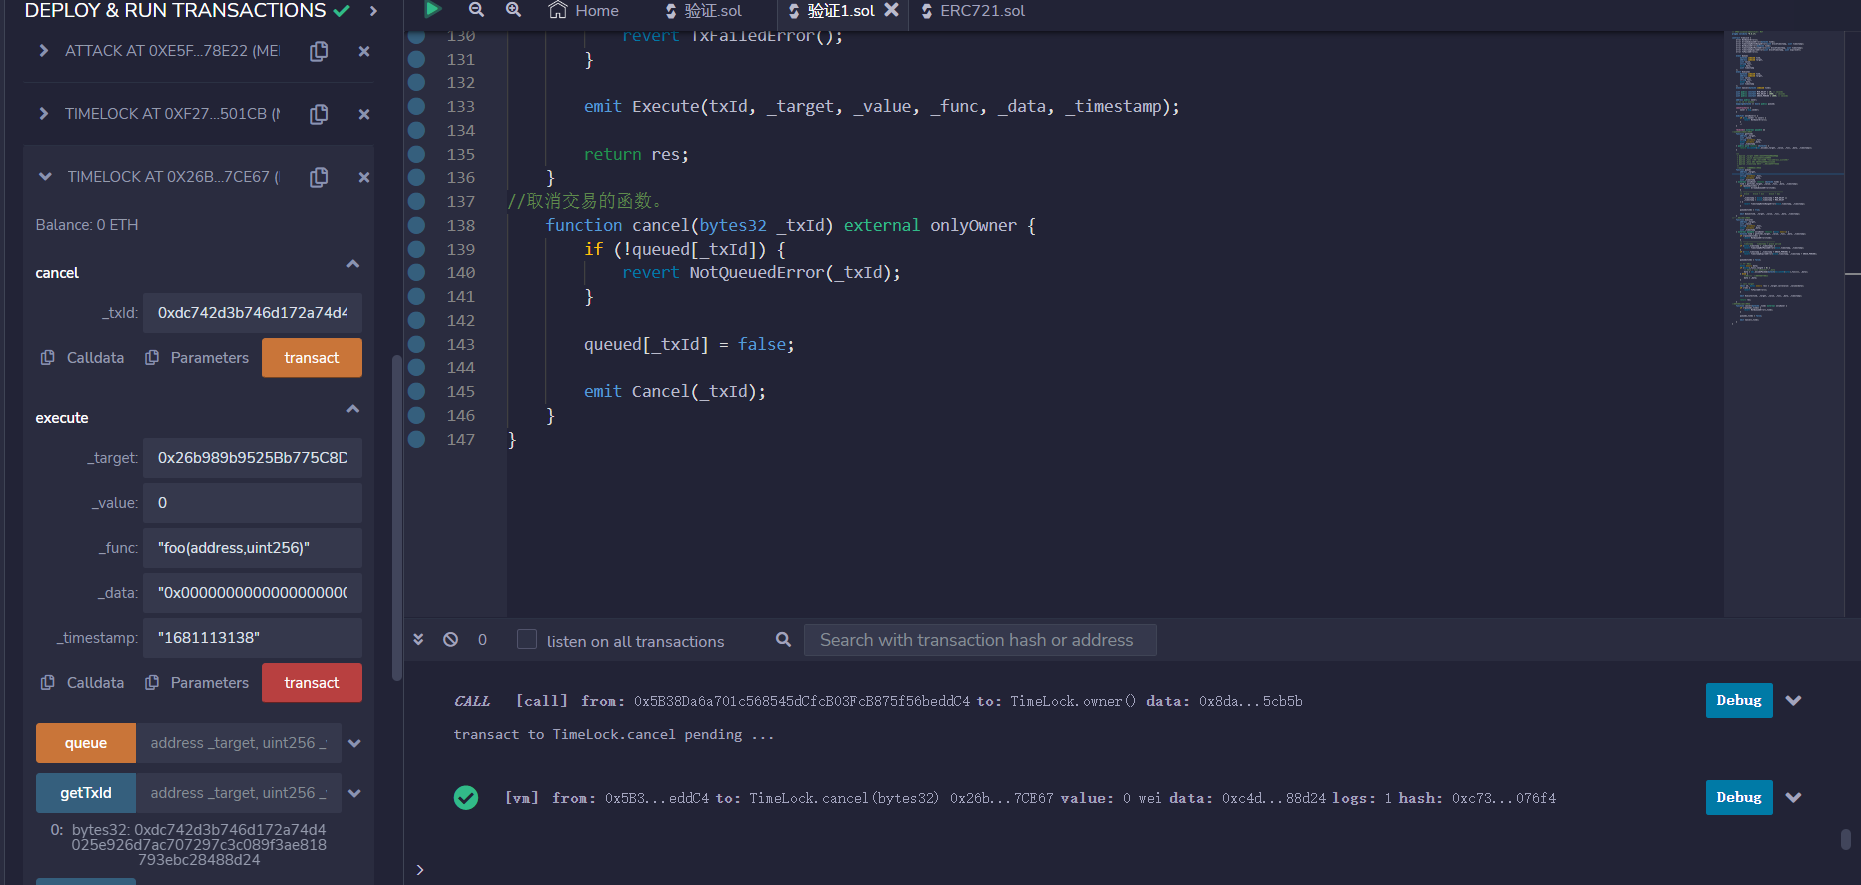 DEPLOY & RUN TRANSACTIONS
ATTACK AT 0XE5F...78E22 (MEI
TIMELOCK AT 0XF27...501CB (M
TIMELOCK AT 0X26B...7CE67 (I
Balance: 0 ETH
cancel
_txId: 0xdc742d3b746d172a74d4
Calldata Parameters transact
execute
_target: 0x26b989b9525Bb775C8D
_value: 0
_func: "foo(address,uint256)"
_data: "0x0000000000000000000
_timestamp: "1681113138"
Calldata Parameters transact
queue address _target, uint256 _
getTxId address _target, uint256 _
0: bytes32: 0xdc742d3b746d172a74d4
025e926d7ac707297c3c089f3ae818
793ebc28488d24
Home 验证.sol 验证1.sol ERC721.sol
130 revert TxFailedError();
131 }
132
133 emit Execute(txId, _target, _value, _func, _data, _timestamp);
134
135 return res;
136 }
137 //取消交易的函数。
138 function cancel(bytes32 _txId) external onlyOwner {
139 if (!queued[_txId]) {
140 revert NotQueuedError(_txId);
141 }
142
143 queued[_txId] = false;
144
145 emit Cancel(_txId);
146 }
147 }
0 listen on all transactions Search with transaction hash or address
CALL [call] from: 0x5B38Da6a701c568545dCfcB03FcB875f56beddC4 to: TimeLock.owner() data: 0x8da...5cb5b Debug
transact to TimeLock.cancel pending ...
[vm] from: 0x5B3...eddC4 to: TimeLock.cancel(bytes32) 0x26b...7CE67 value: 0 wei data: 0xc4d...88d24 logs: 1 hash: 0xc73...076f4 Debug
>